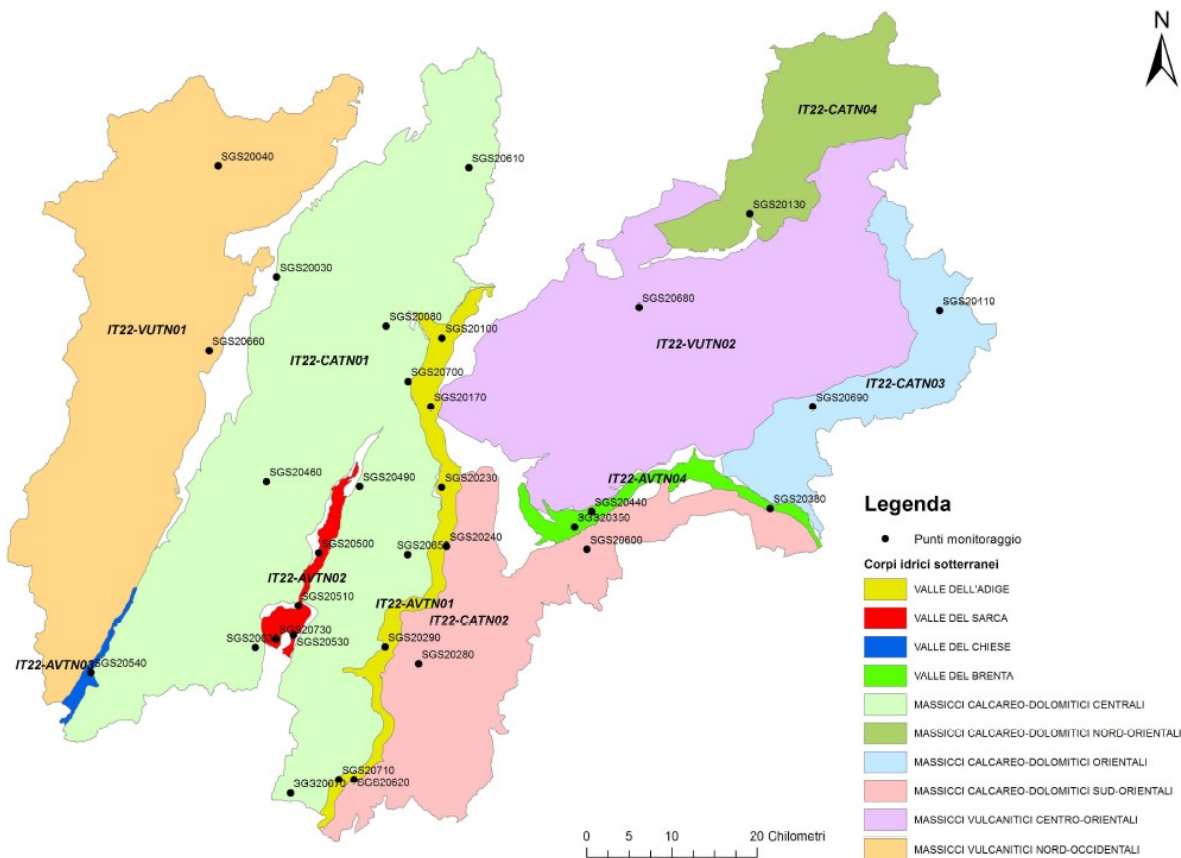 N
IT22-CATN04
SGS20040
SGS20610
SGS20130
SGS20030
SGS20680
SGS20110
SGS20080
SGS20100
IT22-VUTN01
SGS20660
IT22-CATN01
IT22-VUTN02
SGS20700
IT22-CATN03
SGS20170
SGS20690
SGS20460
SGS20490
SGS20230
IT22-AVTN04
SGS20440
SGS20380
SGS20350
SGS20500
SGS20240
SGS20600
IT22-AVTN02
SGS20510
IT22-AVTN01
IT22-CATN02
SGS20730
SGS20530
SGS20290
SGS20280
IT22-AVTN03
SGS20540
SGS20710
SGS20070
SGS20620
Legenda
Punti monitoraggio
Corpi idrici sotterranei
VALLE DELL'ADIGE
VALLE DEL SARCA
VALLE DEL CHIESE
VALLE DEL BRENTA
MASSICCI CALCAREO-DOLOMITICI CENTRALI
MASSICCI CALCAREO-DOLOMITICI NORD-ORIENTALI
MASSICCI CALCAREO-DOLOMITICI ORIENTALI
MASSICCI CALCAREO-DOLOMITICI SUD-ORIENTALI
MASSICCI VULCANITICI CENTRO-ORIENTALI
MASSICCI VULCANITICI NORD-OCCIDENTALI
0 5 10 20 Chilometri